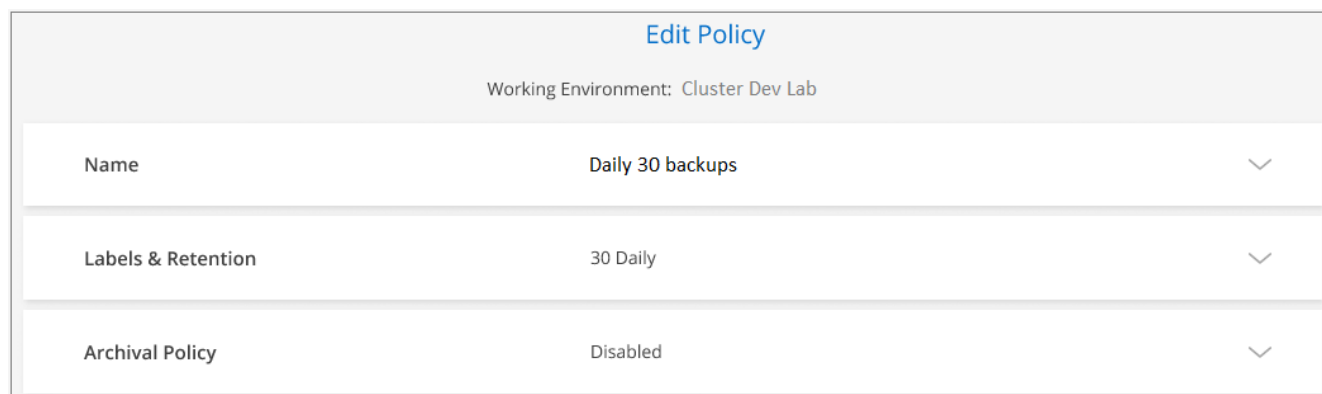 Edit Policy
Working Environment: Cluster Dev Lab
Name Daily 30 backups
Labels & Retention 30 Daily
Archival Policy Disabled